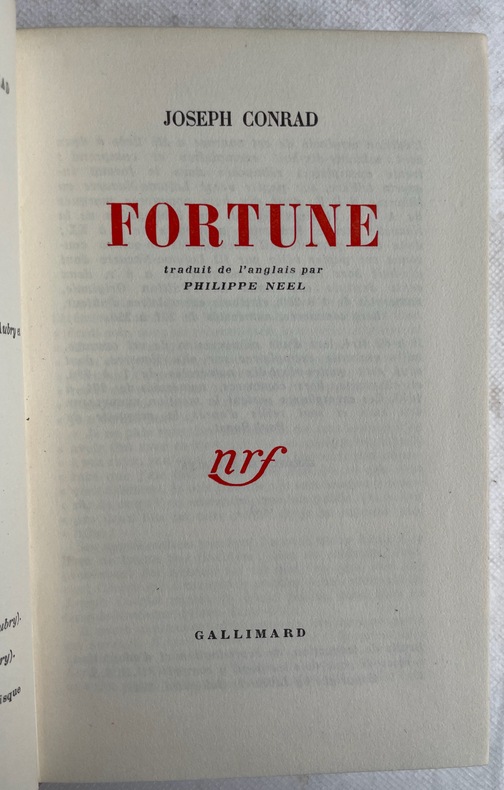 JOSEPH CONRAD
FORTUNE
traduit de l'anglais par
PHILIPPE NEEL
nrf
GALLIMARD